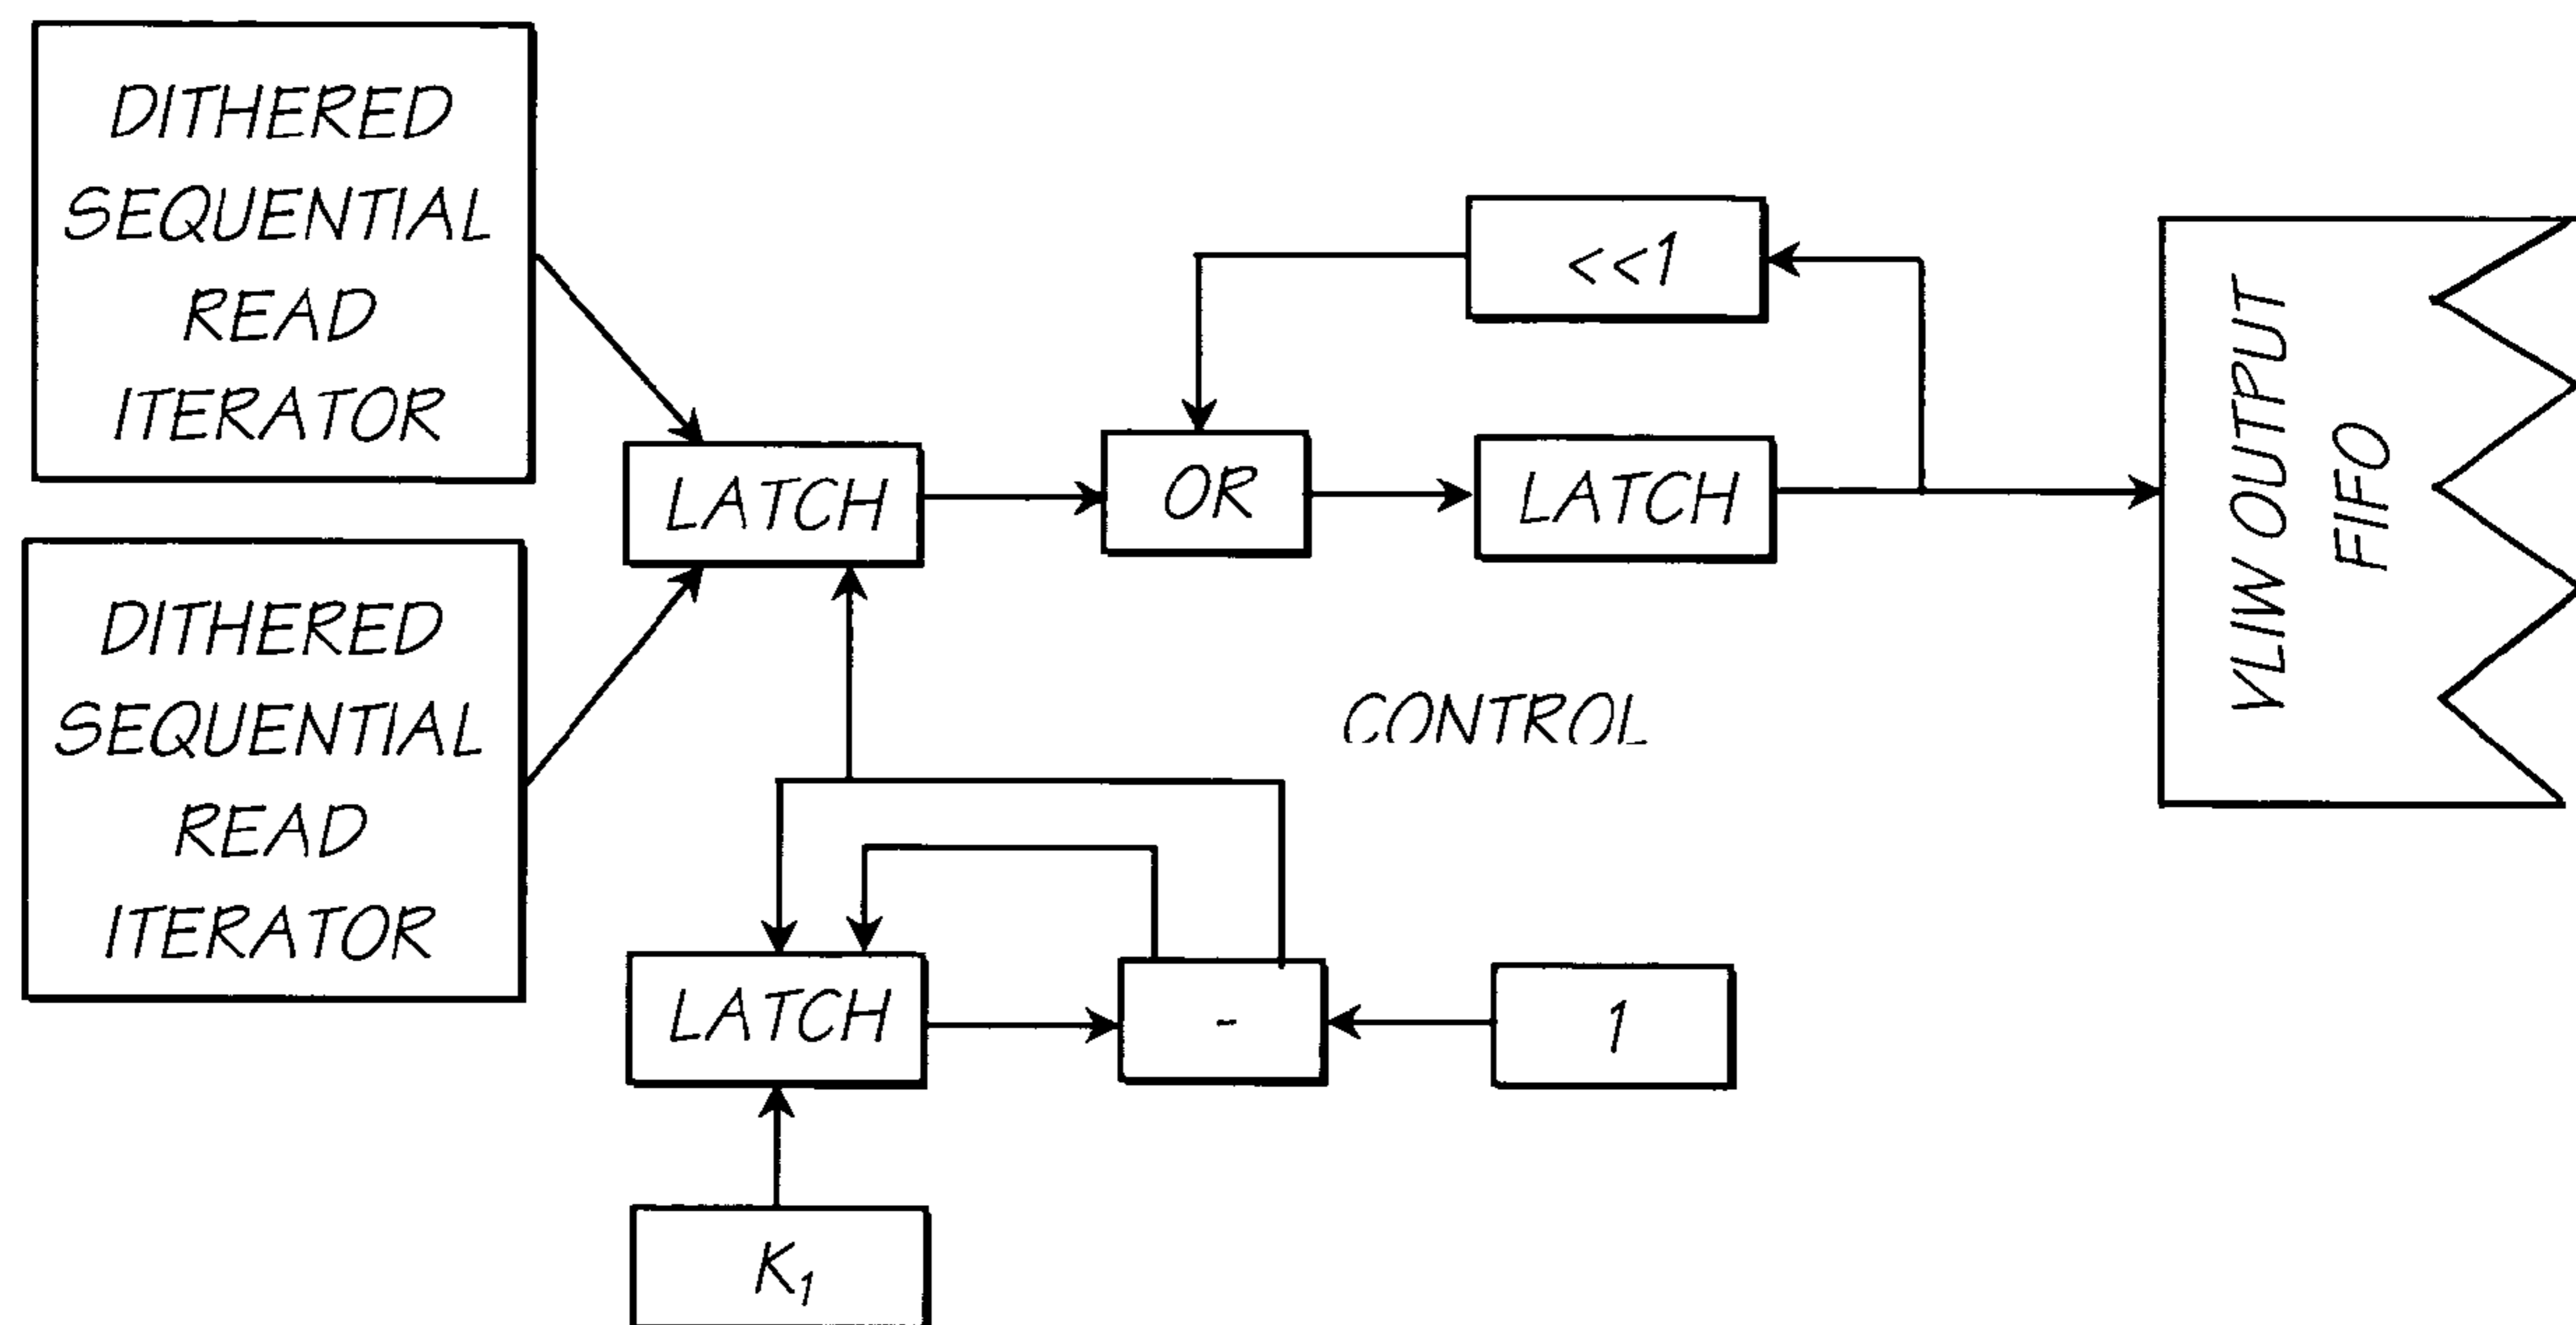 DITHERED
SEQUENTIAL
READ
ITERATOR
<<1
LATCH
OR
LATCH
VLIW OUTPUT
FIFO
DITHERED
SEQUENTIAL
READ
ITERATOR
CONTROL
LATCH
-
1
K₁